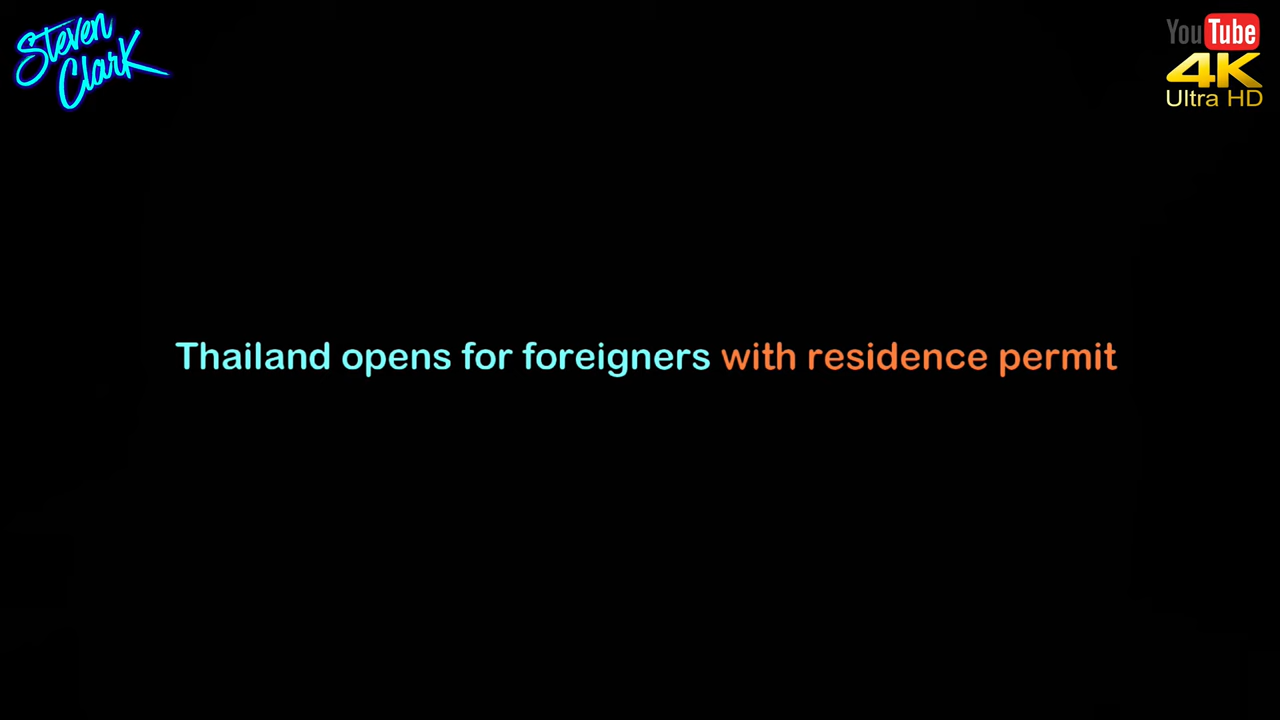 Steven
Clark
YouTube
4K
Ultra HD
Thailand opens for foreigners with residence permit